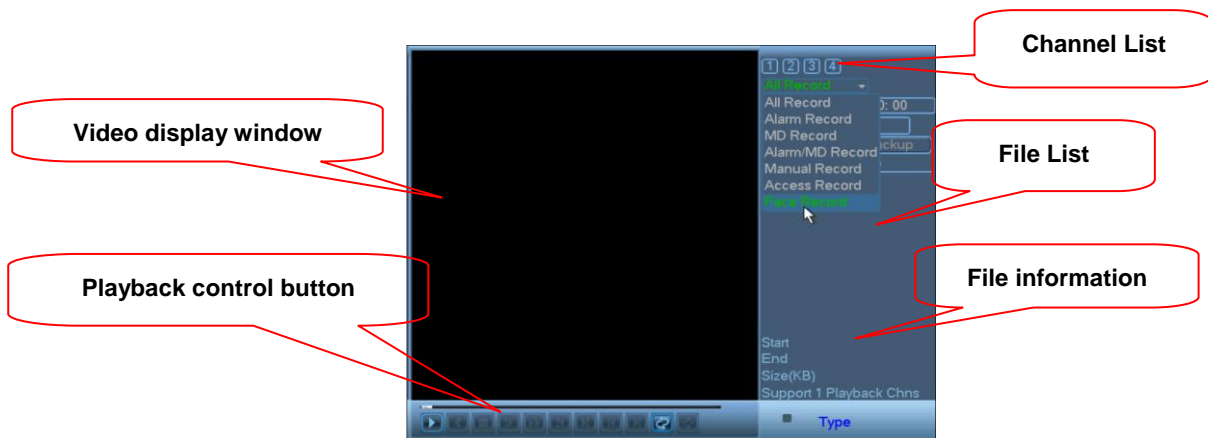 Channel List
1 2 3 4
All Record
All Record
0: 00
Alarm Record
MD Record
Alarm/MD Record
Manual Record
Access Record
Face Record
Video display window
File List
Playback control button
File information
Start
End
Size(KB)
Support 1 Playback Chns
Type